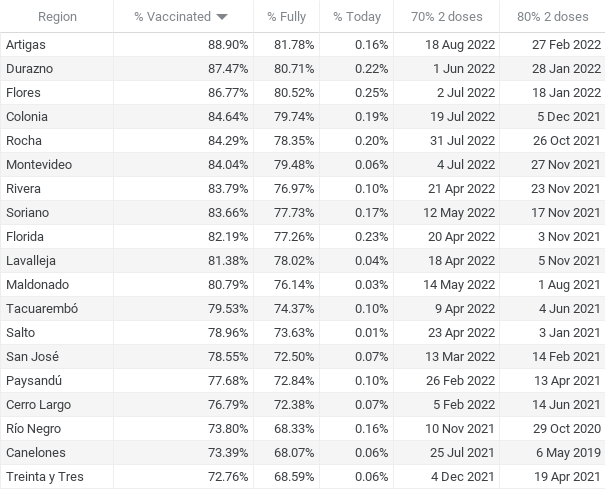 Region % Vaccinated % Fully % Today 70% 2 doses 80% 2 doses
Artigas 88.90% 81.78% 0.16% 18 Aug 2022 27 Feb 2022
Durazno 87.47% 80.71% 0.22% 1 Jun 2022 28 Jan 2022
Flores 86.77% 80.52% 0.25% 2 Jul 2022 18 Jan 2022
Colonia 84.64% 79.74% 0.19% 19 Jul 2022 5 Dec 2021
Rocha 84.29% 78.35% 0.20% 31 Jul 2022 26 Oct 2021
Montevideo 84.04% 79.48% 0.06% 4 Jul 2022 27 Nov 2021
Rivera 83.79% 76.97% 0.10% 21 Apr 2022 23 Nov 2021
Soriano 83.66% 77.73% 0.17% 12 May 2022 17 Nov 2021
Florida 82.19% 77.26% 0.23% 20 Apr 2022 3 Nov 2021
Lavalleja 81.38% 78.02% 0.04% 18 Apr 2022 5 Nov 2021
Maldonado 80.79% 76.14% 0.03% 14 May 2022 1 Aug 2021
Tacuarembó 79.53% 74.37% 0.10% 9 Apr 2022 4 Jun 2021
Salto 78.96% 73.63% 0.01% 23 Apr 2022 3 Jan 2021
San José 78.55% 72.50% 0.07% 13 Mar 2022 14 Feb 2021
Paysandú 77.68% 72.84% 0.10% 26 Feb 2022 13 Apr 2021
Cerro Largo 76.79% 72.38% 0.07% 5 Feb 2022 14 Jun 2021
Río Negro 73.80% 68.33% 0.16% 10 Nov 2021 29 Oct 2020
Canelones 73.39% 68.07% 0.06% 25 Jul 2021 6 May 2019
Treinta y Tres 72.76% 68.59% 0.06% 4 Dec 2021 19 Apr 2021